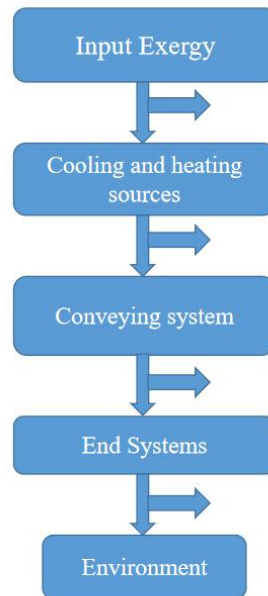 Input Exergy
Cooling and heating
sources
Conveying system
End Systems
Environment